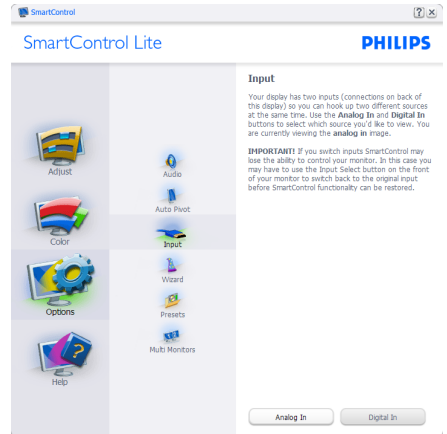 SmartControl
SmartControl Lite
PHILIPS
Adjust
Color
Options
Help
Audio
Auto Pivot
Input
Wizard
Presets
Multi Monitors
Input
Your display has two inputs (connections on back of
this display) so you can hook up two different sources
at the same time. Use the Analog In and Digital In
buttons to select which source you'd like to view. You
are currently viewing the analog in image.
IMPORTANT! If you switch inputs SmartControl may
lose the ability to control your monitor. In this case you
may have to use the Input Select button on the front
of your monitor to switch back to the original input
before SmartControl functionality can be restored.
Analog In
Digital In